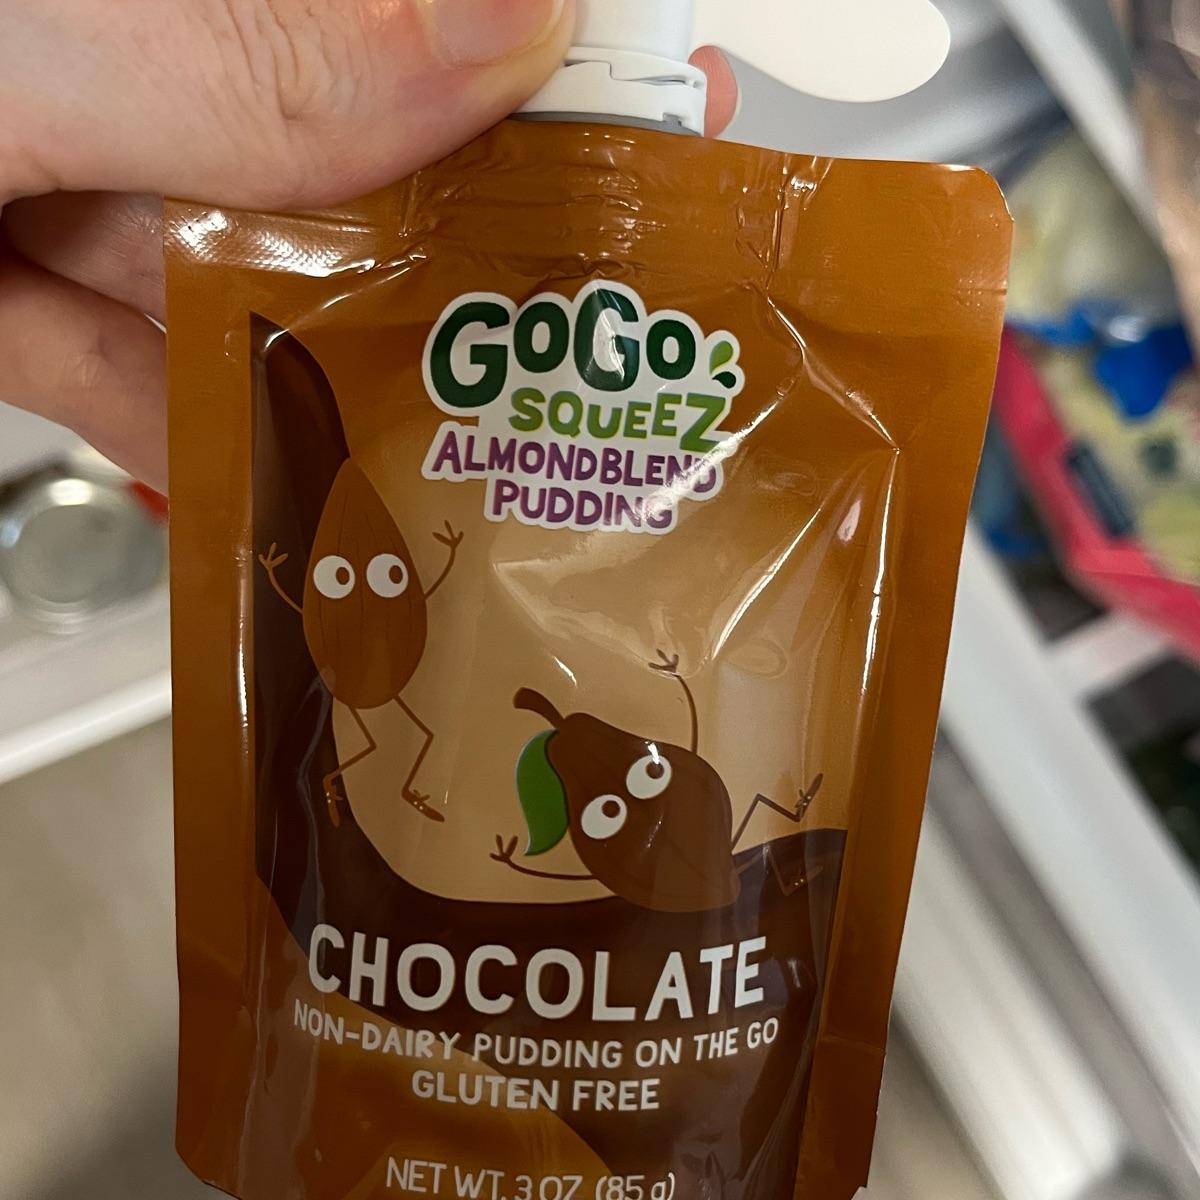 GoGo
SQUEEZ
ALMONDBLEND
PUDDING
CHOCOLATE
NON-DAIRY PUDDING ON THE GO
GLUTEN FREE
NET WT. 3 OZ (85 g)